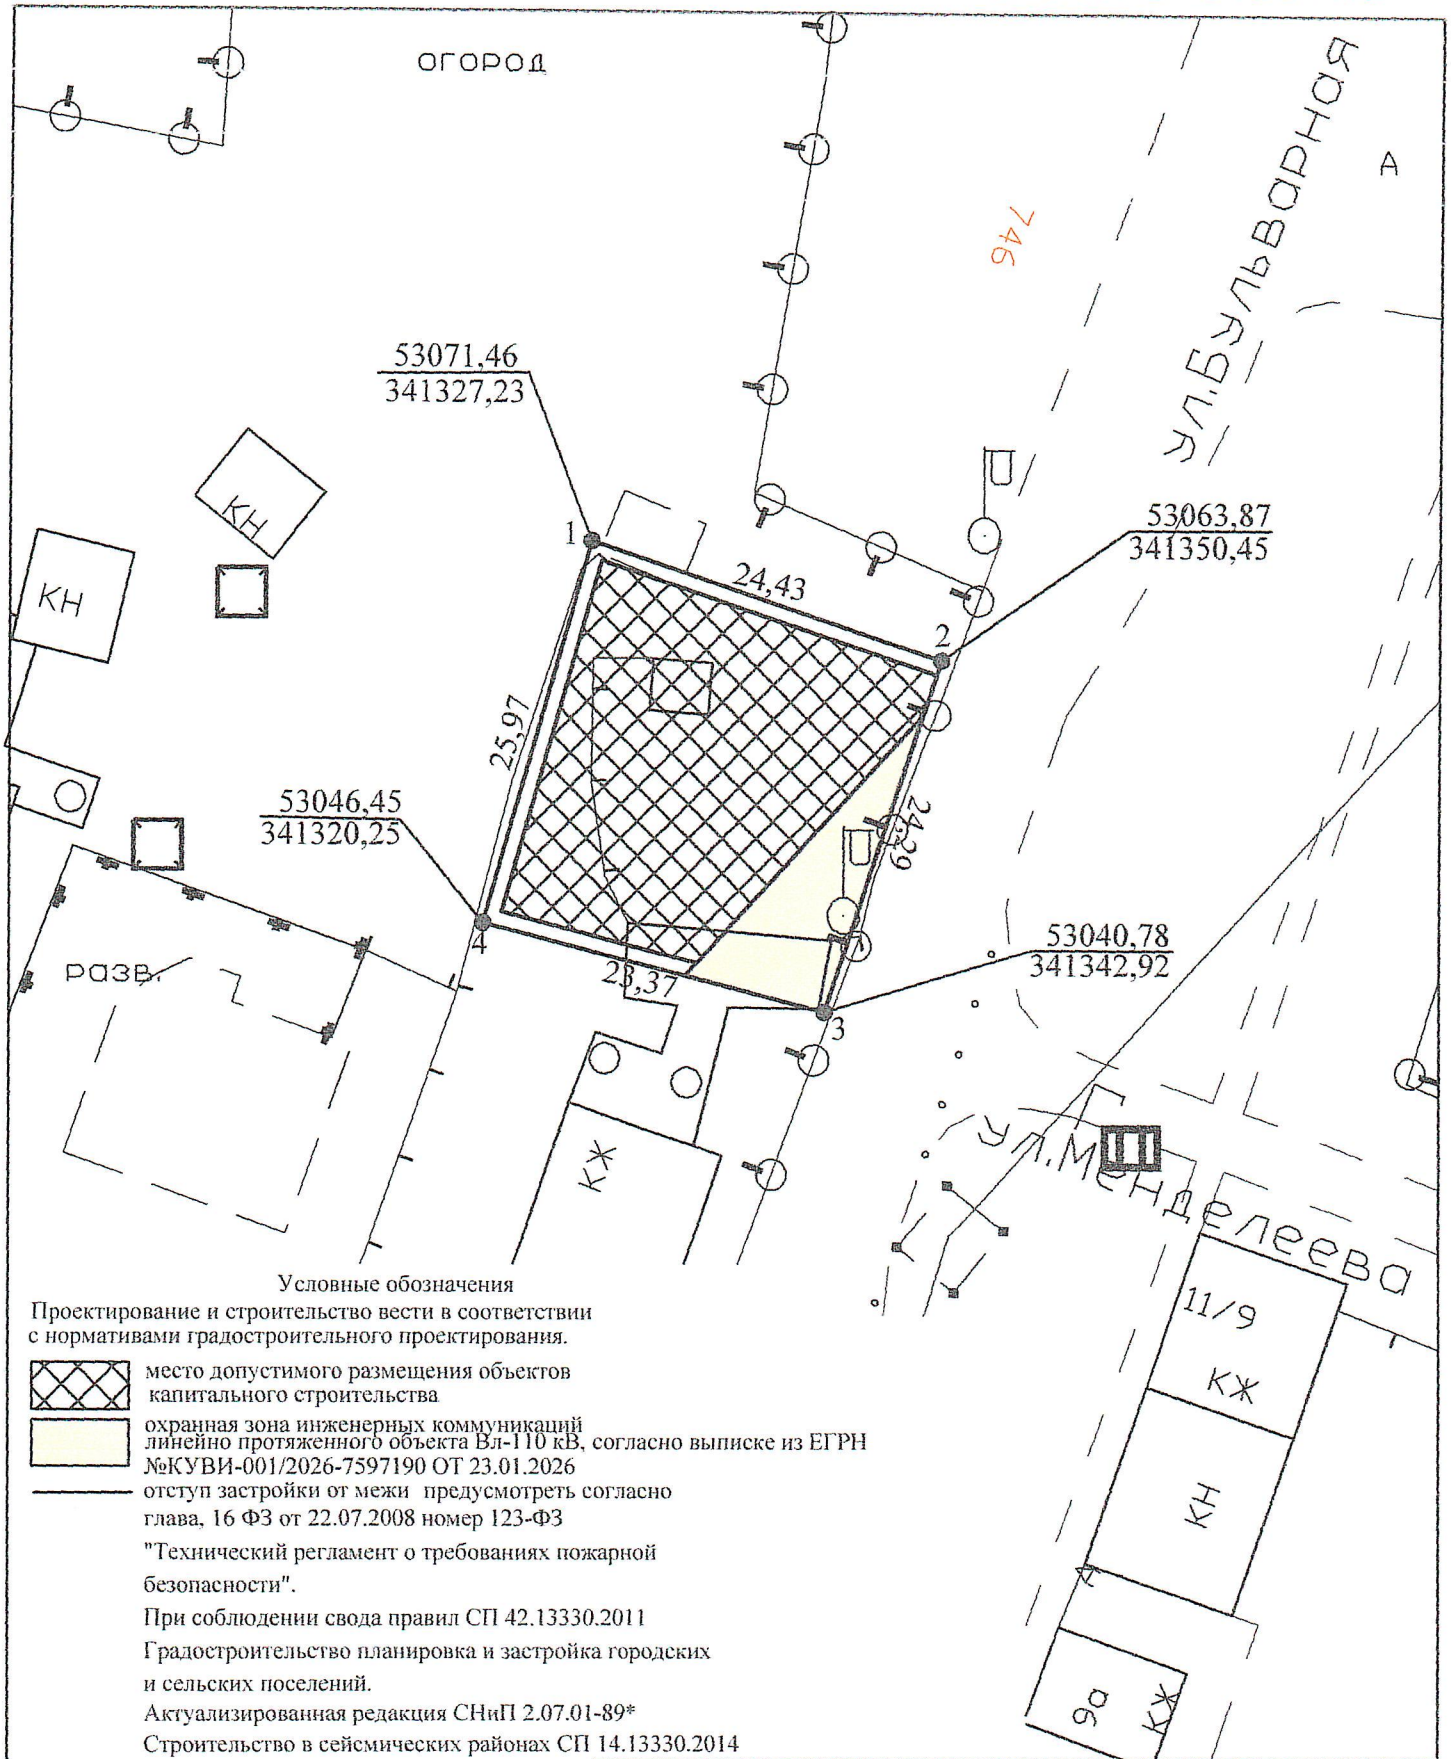 огород
ул.Бульварная
А
746
53071,46
341327,23
КН
КН
1
24,43
2
53063,87
341350,45
25,97
24,29
53046,45
341320,25
4
23,37
3
53040,78
341342,92
разв.
КЖ
ул.Менделеева
11/9
КЖ
КН
9а
КЖ
Условные обозначения
Проектирование и строительство вести в соответствии
с нормативами градостроительного проектирования.
место допустимого размещения объектов
капитального строительства
охранная зона инженерных коммуникаций
линейно протяженного объекта Вл-110 кВ, согласно выписке из ЕГРН
№КУВИ-001/2026-7597190 ОТ 23.01.2026
отступ застройки от межи предусмотреть согласно
глава, 16 ФЗ от 22.07.2008 номер 123-ФЗ
"Технический регламент о требованиях пожарной
безопасности".
При соблюдении свода правил СП 42.13330.2011
Градостроительство планировка и застройка городских
и сельских поселений.
Актуализированная редакция СНиП 2.07.01-89*
Строительство в сейсмических районах СП 14.13330.2014